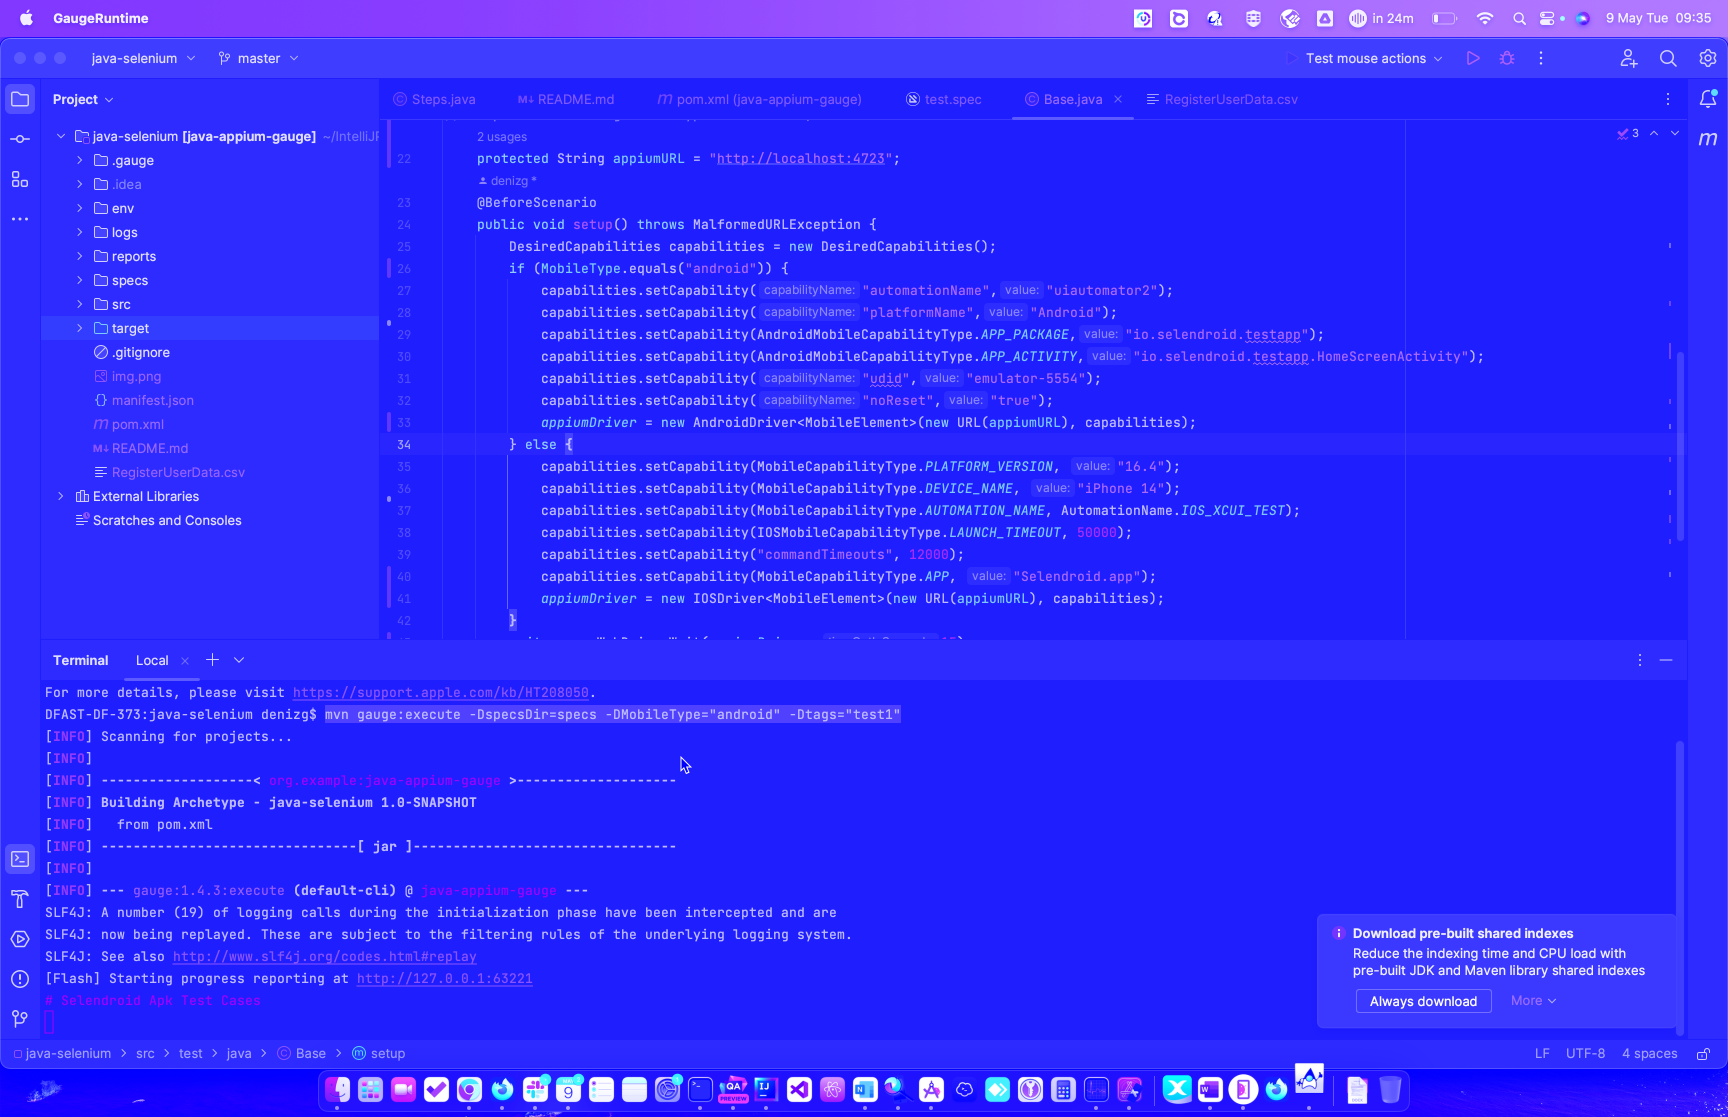 GaugeRuntime
in 24m
9 May Tue 09:35
java-selenium
master
Test mouse actions
Project
Steps.java
README.md
pom.xml (java-appium-gauge)
test.spec
Base.java
RegisterUserData.csv
java-selenium [java-appium-gauge] ~/IntelliJF
.gauge
.idea
env
logs
reports
specs
src
target
.gitignore
img.png
manifest.json
pom.xml
README.md
RegisterUserData.csv
External Libraries
Scratches and Consoles
3
2 usages
22 protected String appiumURL = "http://localhost:4723";
denizg *
23 @BeforeScenario
24 public void setup() throws MalformedURLException {
25 DesiredCapabilities capabilities = new DesiredCapabilities();
26 if (MobileType.equals("android")) {
27 capabilities.setCapability( capabilityName: "automationName", value: "uiautomator2");
28 capabilities.setCapability( capabilityName: "platformName", value: "Android");
29 capabilities.setCapability(AndroidMobileCapabilityType.APP_PACKAGE, value: "io.selendroid.testapp");
30 capabilities.setCapability(AndroidMobileCapabilityType.APP_ACTIVITY, value: "io.selendroid.testapp.HomeScreenActivity");
31 capabilities.setCapability( capabilityName: "udid", value: "emulator-5554");
32 capabilities.setCapability( capabilityName: "noReset", value: "true");
33 appiumDriver = new AndroidDriver<MobileElement>(new URL(appiumURL), capabilities);
34 } else {
35 capabilities.setCapability(MobileCapabilityType.PLATFORM_VERSION, value: "16.4");
36 capabilities.setCapability(MobileCapabilityType.DEVICE_NAME, value: "iPhone 14");
37 capabilities.setCapability(MobileCapabilityType.AUTOMATION_NAME, AutomationName.IOS_XCUI_TEST);
38 capabilities.setCapability(IOSMobileCapabilityType.LAUNCH_TIMEOUT, 50000);
39 capabilities.setCapability("commandTimeouts", 12000);
40 capabilities.setCapability(MobileCapabilityType.APP, value: "Selendroid.app");
41 appiumDriver = new IOSDriver<MobileElement>(new URL(appiumURL), capabilities);
42 }
Terminal
Local
For more details, please visit https://support.apple.com/kb/HT208050.
DFAST-DF-373:java-selenium denizg$ mvn gauge:execute -DspecsDir=specs -DMobileType="android" -Dtags="test1"
[INFO] Scanning for projects...
[INFO]
[INFO] -------------------< org.example:java-appium-gauge >--------------------
[INFO] Building Archetype - java-selenium 1.0-SNAPSHOT
[INFO]   from pom.xml
[INFO] --------------------------------[ jar ]---------------------------------
[INFO]
[INFO] --- gauge:1.4.3:execute (default-cli) @ java-appium-gauge ---
SLF4J: A number (19) of logging calls during the initialization phase have been intercepted and are
SLF4J: now being replayed. These are subject to the filtering rules of the underlying logging system.
SLF4J: See also http://www.slf4j.org/codes.html#replay
[Flash] Starting progress reporting at http://127.0.0.1:63221
# Selendroid Apk Test Cases
Download pre-built shared indexes
Reduce the indexing time and CPU load with
pre-built JDK and Maven library shared indexes
Always download
More
java-selenium > src > test > java > Base > setup
LF
UTF-8
4 spaces
9
QA
PREVIEW
IJ